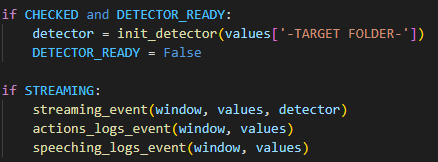 if CHECKED and DETECTOR_READY:
    detector = init_detector(values['-TARGET FOLDER-'])
    DETECTOR_READY = False
if STREAMING:
    streaming_event(window, values, detector)
    actions_logs_event(window, values)
    speeching_logs_event(window, values)